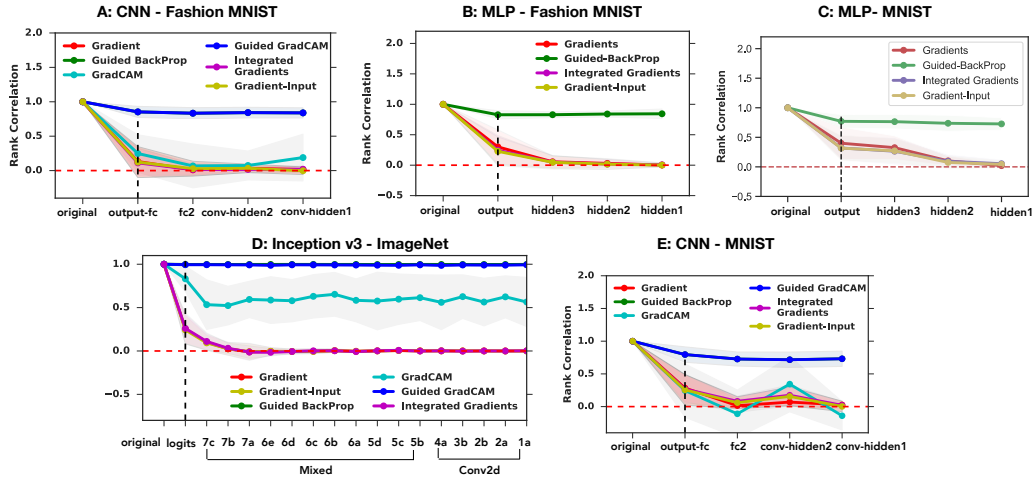 A: CNN - Fashion MNIST
2.0
1.5
1.0
0.5
0.0
Rank Correlation
Gradient
Guided BackProp
GradCAM
Guided GradCAM
Integrated
Gradients
Gradient-Input
original
output-fc
fc2
conv-hidden2
conv-hidden1
B: MLP - Fashion MNIST
2.0
1.5
1.0
0.5
0.0
−0.5
Rank Correlation
Gradients
Guided-BackProp
Integrated Gradients
Gradient-Input
original
output
hidden3
hidden2
hidden1
C: MLP- MNIST
2.0
1.5
1.0
0.5
0.0
−0.5
Rank Correlation
Gradients
Guided-BackProp
Integrated Gradients
Gradient-Input
original
output
hidden3
hidden2
hidden1
D: Inception v3 - ImageNet
1.0
0.5
0.0
−0.5
Rank Correlation
Gradient
Gradient-Input
Guided BackProp
GradCAM
Guided GradCAM
Integrated Gradients
original
logits
7c 7b 7a 6e 6d 6c 6b 6a 5d 5c 5b 4a 3b 2b 2a 1a
Mixed
Conv2d
E: CNN - MNIST
2.0
1.5
1.0
0.5
0.0
Rank Correlation
Gradient
Guided BackProp
GradCAM
Guided GradCAM
Integrated
Gradients
Gradient-Input
original
output-fc
fc2
conv-hidden2
conv-hidden1